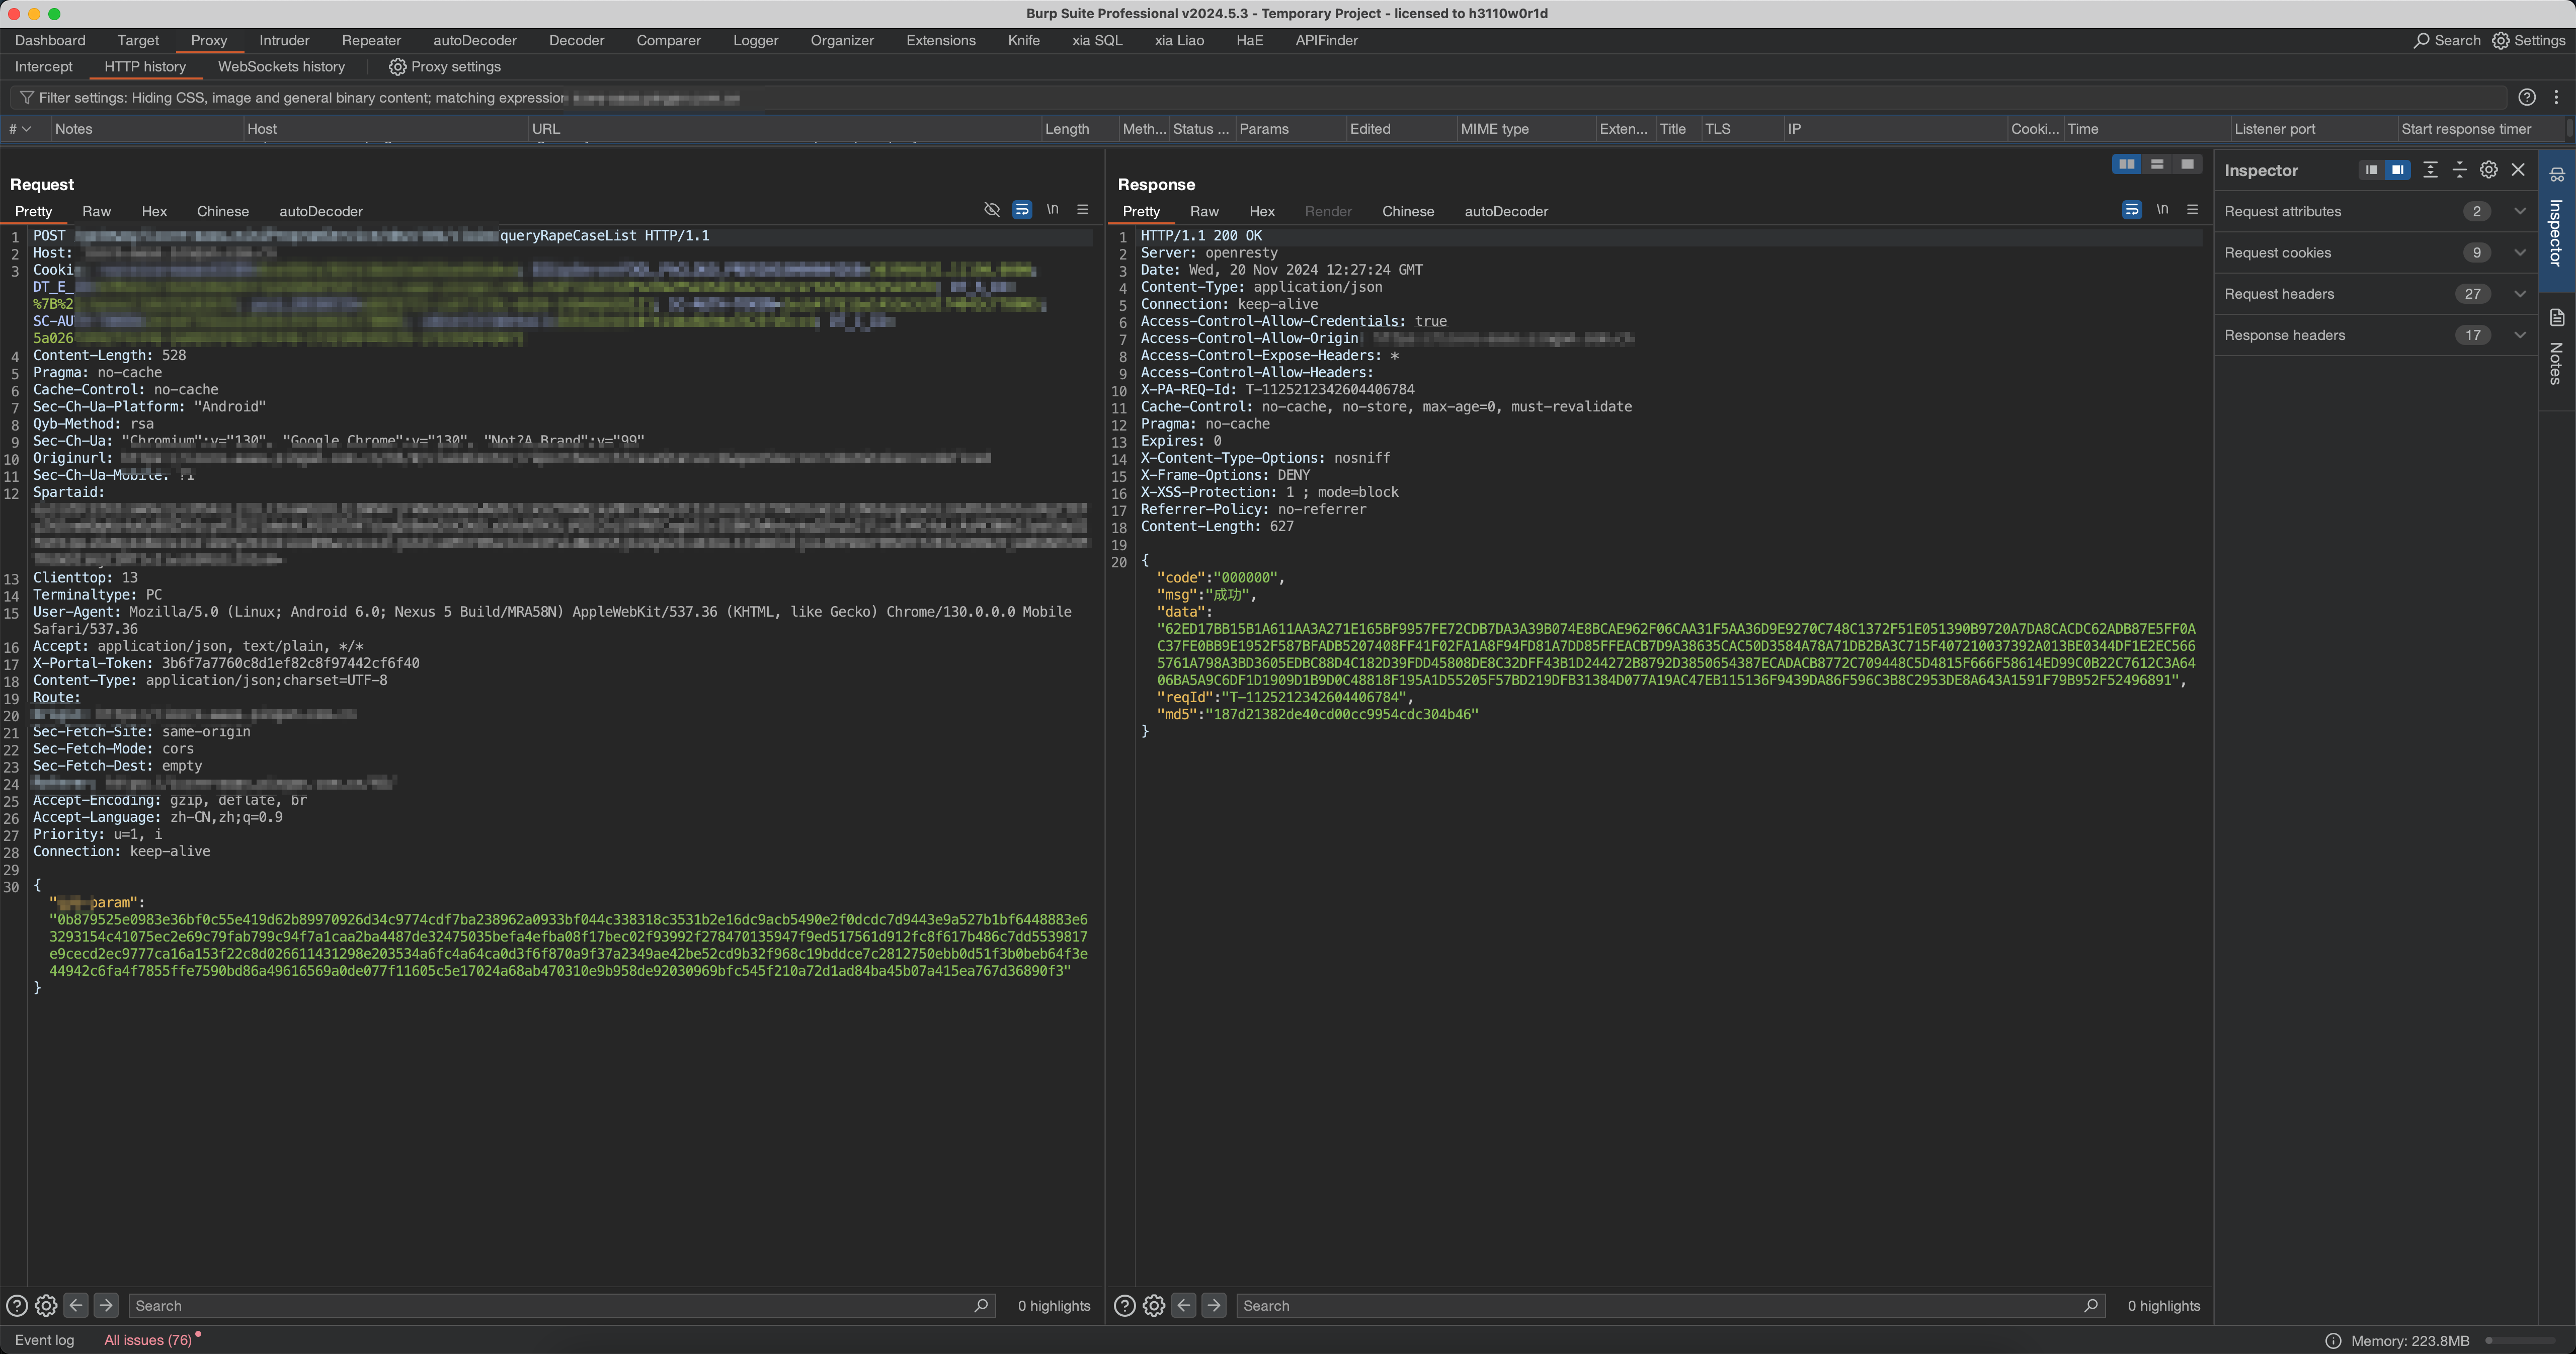 Burp Suite Professional v2024.5.3 - Temporary Project - licensed to h3110w0r1d
Dashboard Target Proxy Intruder Repeater autoDecoder Decoder Comparer Logger Organizer Extensions Knife xia SQL xia Liao HaE APIFinder Search Settings
Intercept HTTP history WebSockets history Proxy settings
Filter settings: Hiding CSS, image and general binary content; matching expression
# Notes Host URL Length Meth... Status ... Params Edited MIME type Exten... Title TLS IP Cooki... Time Listener port Start response timer
Request
Pretty Raw Hex Chinese autoDecoder \n
1 POST queryRapeCaseList HTTP/1.1
2 Host:
3 Cooki
DT_E_
%7B%2
SC-AU
5a026
4 Content-Length: 528
5 Pragma: no-cache
6 Cache-Control: no-cache
7 Sec-Ch-Ua-Platform: "Android"
8 Qyb-Method: rsa
9 Sec-Ch-Ua: "Chromium";v="130", "Google Chrome";v="130", "Not?A_Brand";v="99"
10 Originurl:
11 Sec-Ch-Ua-Mobile: ?1
12 Spartaid:
13 Clienttop: 13
14 Terminaltype: PC
15 User-Agent: Mozilla/5.0 (Linux; Android 6.0; Nexus 5 Build/MRA58N) AppleWebKit/537.36 (KHTML, like Gecko) Chrome/130.0.0.0 Mobile
Safari/537.36
16 Accept: application/json, text/plain, */*
17 X-Portal-Token: 3b6f7a7760c8d1ef82c8f97442cf6f40
18 Content-Type: application/json;charset=UTF-8
19 Route:
20
21 Sec-Fetch-Site: same-origin
22 Sec-Fetch-Mode: cors
23 Sec-Fetch-Dest: empty
24
25 Accept-Encoding: gzip, deflate, br
26 Accept-Language: zh-CN,zh;q=0.9
27 Priority: u=1, i
28 Connection: keep-alive
29
30 {
" param":
"0b879525e0983e36bf0c55e419d62b89970926d34c9774cdf7ba238962a0933bf044c338318c3531b2e16dc9acb5490e2f0dcdc7d9443e9a527b1bf6448883e6
3293154c41075ec2e69c79fab799c94f7a1caa2ba4487de32475035befa4efba08f17bec02f93992f278470135947f9ed517561d912fc8f617b486c7dd5539817
e9cecd2ec9777ca16a153f22c8d026611431298e203534a6fc4a64ca0d3f6f870a9f37a2349ae42be52cd9b32f968c19bddce7c2812750ebb0d51f3b0beb64f3e
44942c6fa4f7855ffe7590bd86a49616569a0de077f11605c5e17024a68ab470310e9b958de92030969bfc545f210a72d1ad84ba45b07a415ea767d36890f3"
}
Response
Pretty Raw Hex Render Chinese autoDecoder \n
1 HTTP/1.1 200 OK
2 Server: openresty
3 Date: Wed, 20 Nov 2024 12:27:24 GMT
4 Content-Type: application/json
5 Connection: keep-alive
6 Access-Control-Allow-Credentials: true
7 Access-Control-Allow-Origin
8 Access-Control-Expose-Headers: *
9 Access-Control-Allow-Headers:
10 X-PA-REQ-Id: T-1125212342604406784
11 Cache-Control: no-cache, no-store, max-age=0, must-revalidate
12 Pragma: no-cache
13 Expires: 0
14 X-Content-Type-Options: nosniff
15 X-Frame-Options: DENY
16 X-XSS-Protection: 1 ; mode=block
17 Referrer-Policy: no-referrer
18 Content-Length: 627
19
20 {
"code":"000000",
"msg":"成功",
"data":
"62ED17BB15B1A611AA3A271E165BF9957FE72CDB7DA3A39B074E8BCAE962F06CAA31F5AA36D9E9270C748C1372F51E051390B9720A7DA8CACDC62ADB87E5FF0A
C37FE0BB9E1952F587BFADB5207408FF41F02FA1A8F94FD81A7DD85FFEACB7D9A38635CAC50D3584A78A71DB2BA3C715F407210037392A013BE0344DF1E2EC566
5761A798A3BD3605EDBC88D4C182D39FDD45808DE8C32DFF43B1D244272B8792D3850654387ECADACB8772C709448C5D4815F666F58614ED99C0B22C7612C3A64
06BA5A9C6DF1D1909D1B9D0C48818F195A1D55205F57BD219DFB31384D077A19AC47EB115136F9439DA86F596C3B8C2953DE8A643A1591F79B952F52496891",
"reqId":"T-1125212342604406784",
"md5":"187d21382de40cd00cc9954cdc304b46"
}
Inspector
Request attributes 2
Request cookies 9
Request headers 27
Response headers 17
Inspector
Notes
Search 0 highlights
Search 0 highlights
Event log All issues (76) Memory: 223.8MB